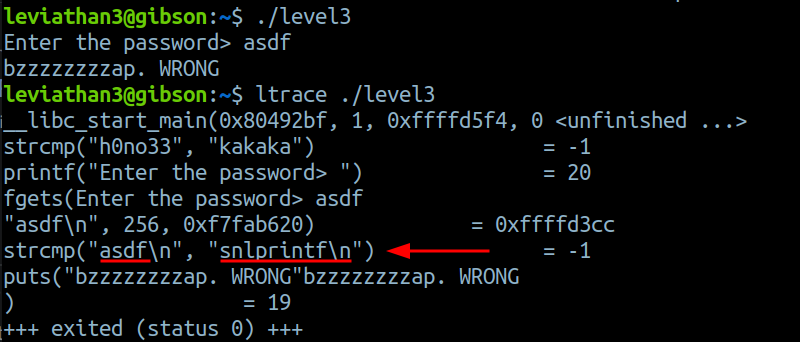 leviathan3@gibson:~$ ./level3
Enter the password> asdf
bzzzzzzzzap. WRONG
leviathan3@gibson:~$ ltrace ./level3
__libc_start_main(0x80492bf, 1, 0xffffd5f4, 0 <unfinished ...>
strcmp("h0no33", "kakaka") = -1
printf("Enter the password> ") = 20
fgets(Enter the password> asdf
"asdf\n", 256, 0xf7fab620) = 0xffffd3cc
strcmp("asdf\n", "snlprintf\n") = -1
puts("bzzzzzzzzap. WRONG"bzzzzzzzzap. WRONG
) = 19
+++ exited (status 0) +++